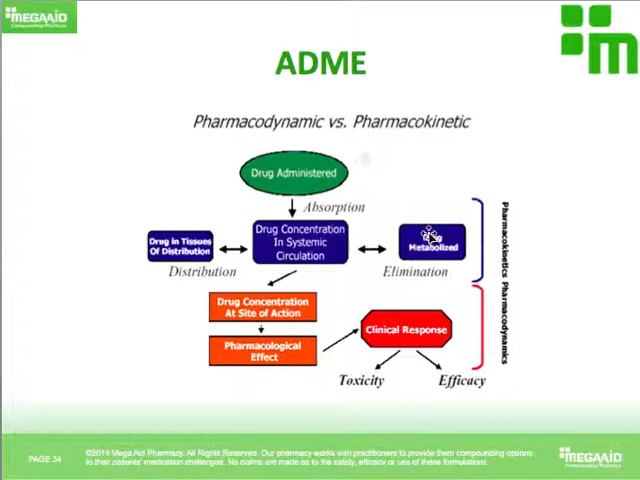 MEGAAID
Compounding Pharmacy
ADME
Pharmacodynamic vs. Pharmacokinetic
Drug Administered
Absorption
Drug in Tissues
Of Distribution
Drug Concentration
In Systemic
Circulation
Metabolized
Distribution
Elimination
Pharmacokinetics Pharmacodynamics
Drug Concentration
At Site of Action
Pharmacological
Effect
Clinical Response
Toxicity
Efficacy
PAGE 34
©2014 Mega Aid Pharmacy. All Rights Reserved. Our pharmacy works with practitioners to provide them compounding options
to their patients' medication challenges. No claims are made as to the safety, efficacy or use of these formulations.
MEGAAID
Compounding Pharmacy